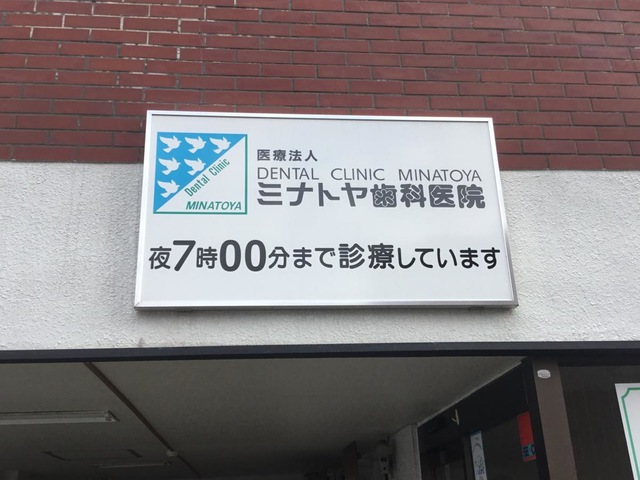 Dental Clinic
MINATOYA
医療法人
DENTAL CLINIC MINATOYA
ミナトヤ歯科医院
夜7時00分まで診療しています